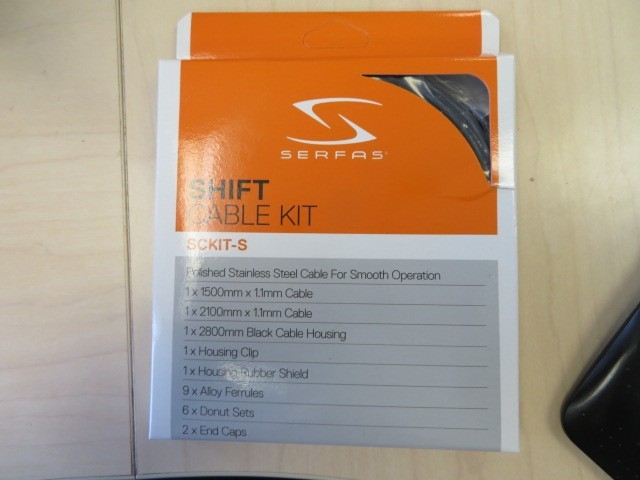 SERFAS
SHIFT
CABLE KIT
SCKIT-S
Polished Stainless Steel Cable For Smooth Operation
1 x 1500mm x 1.1mm Cable
1 x 2100mm x 1.1mm Cable
1 x 2800mm Black Cable Housing
1 x Housing Clip
1 x Housing Rubber Shield
9 x Alloy Ferrules
6 x Donut Sets
2 x End Caps